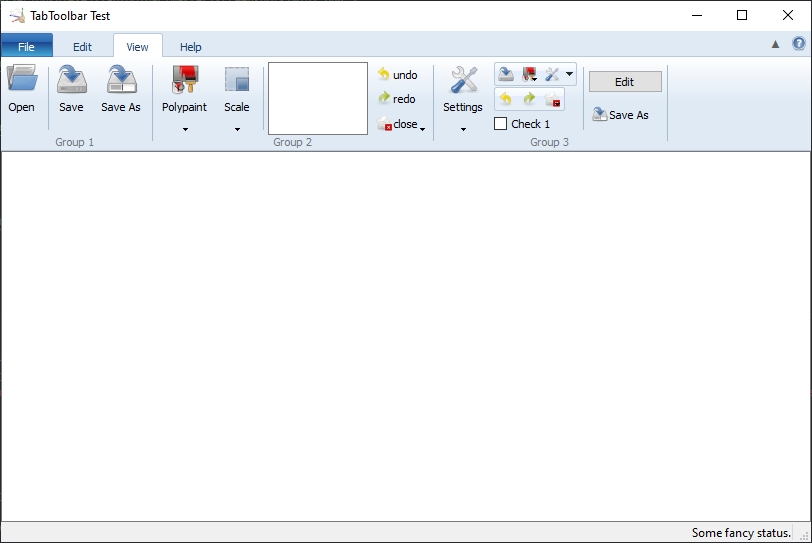 TabToolbar Test
File Edit View Help
Open Save Save As Polypaint Scale
undo
redo
close
Group 1 Group 2
Settings
Check 1
Edit
Save As
Group 3
Some fancy status.